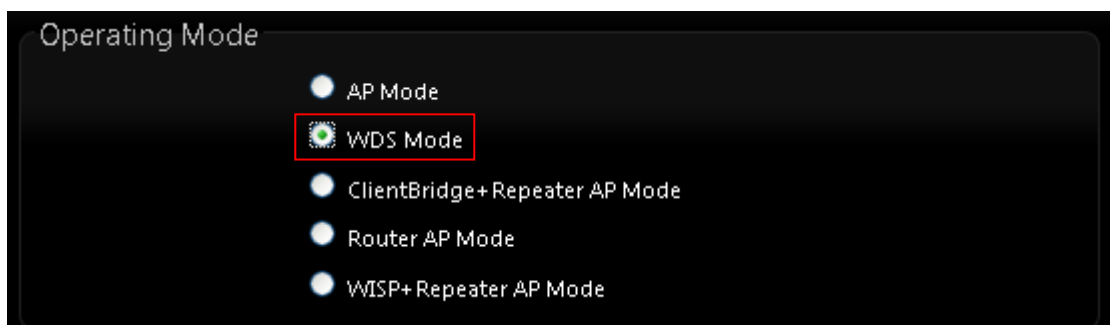 Operating Mode
AP Mode
WDS Mode
ClientBridge+Repeater AP Mode
Router AP Mode
WISP+Repeater AP Mode